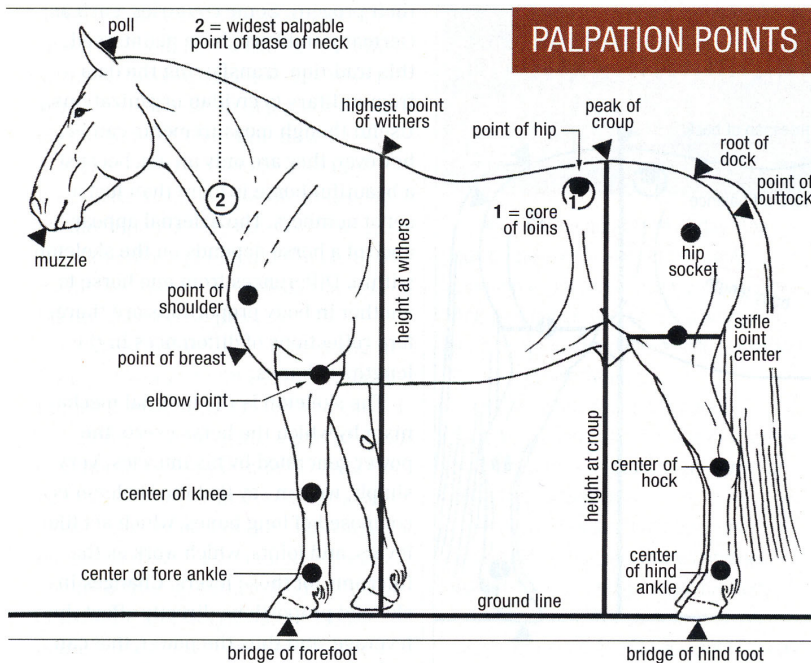 PALPATION POINTS
poll
2 = widest palpable
point of base of neck
highest point
of withers
point of hip
peak of
croup
root of
dock
point of
buttock
2
1
1 = core
of loins
hip
socket
muzzle
point of
shoulder
height at withers
point of breast
stifle
joint
center
elbow joint
height at croup
center of
hock
center of knee
center of fore ankle
center
of hind
ankle
ground line
bridge of forefoot
bridge of hind foot